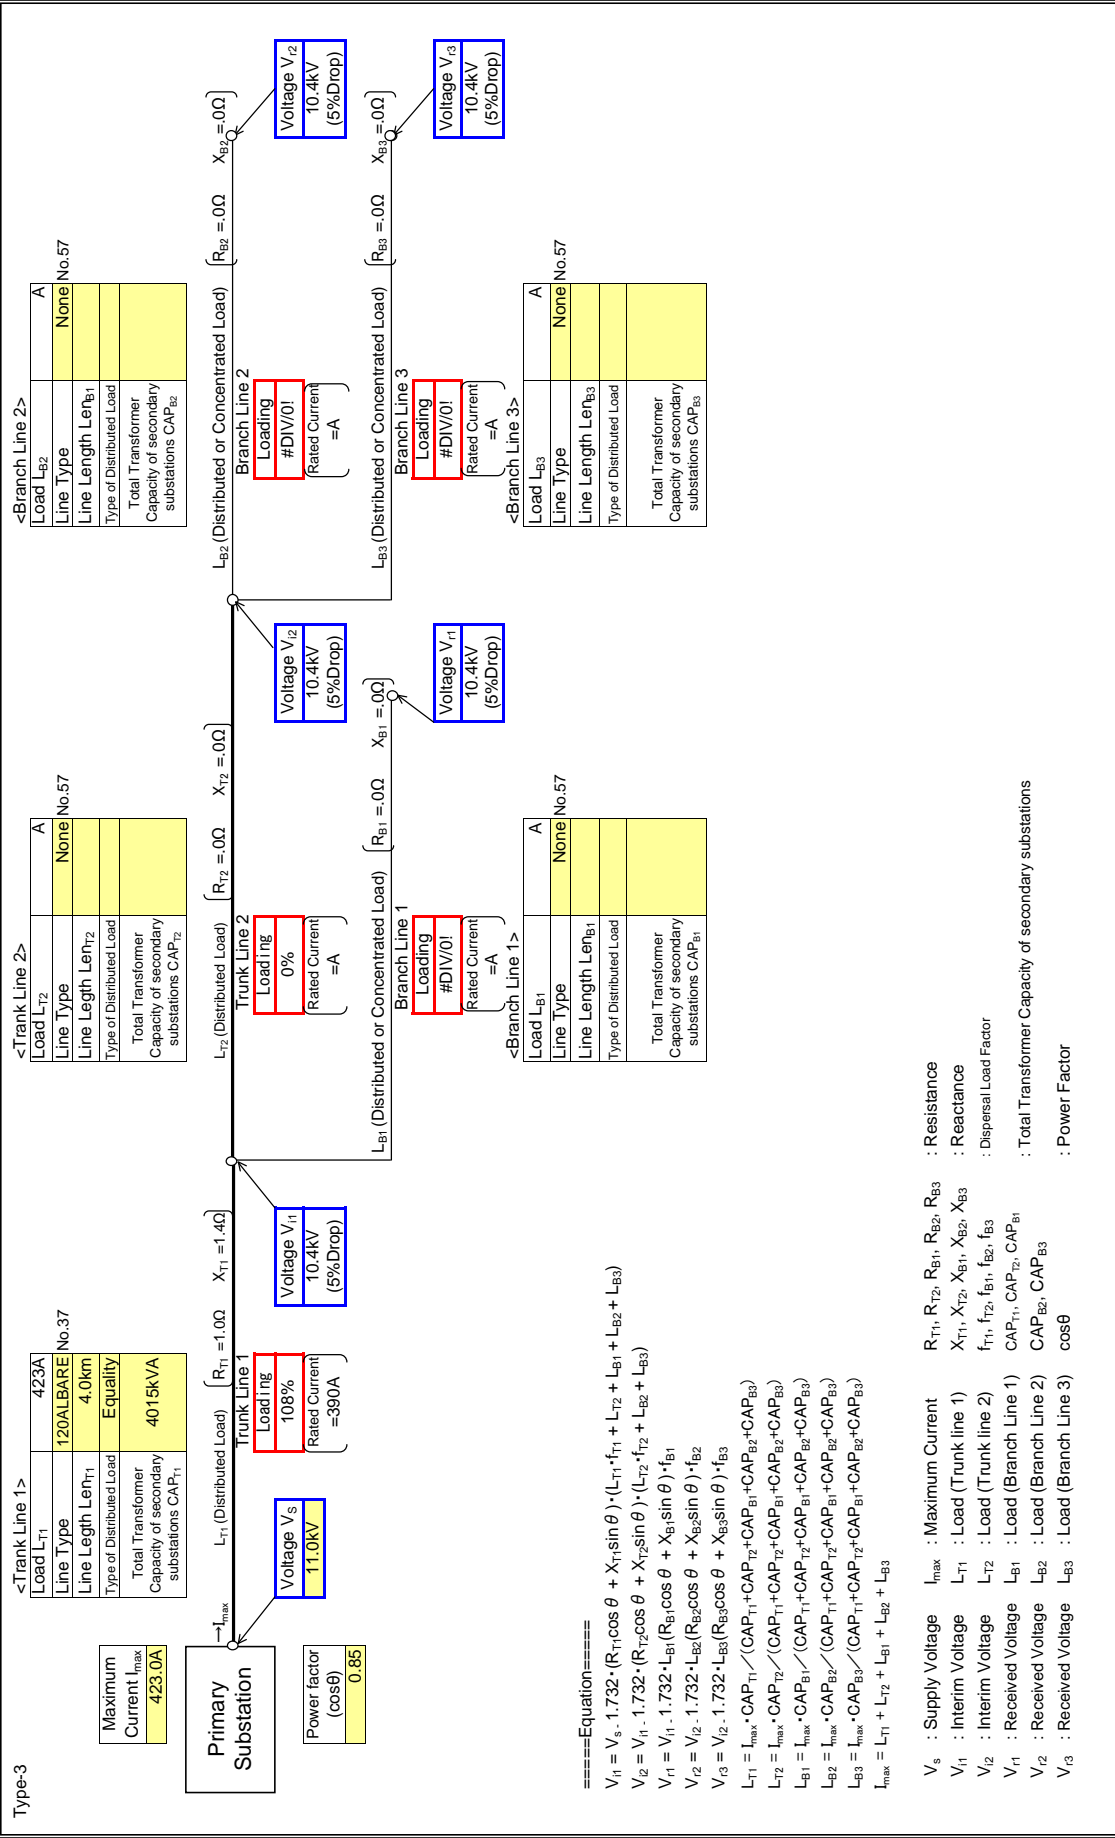 Type-3
<Trank Line 1>
Load LT1 423A
Line Type 120ALBARE No.37
Line Legth LenT1 4.0km
Type of Distributed Load Equality
Total Transformer
Capacity of secondary
substations CAPT1
4015kVA
<Trank Line 2>
Load LT2 A
Line Type None No.57
Line Legth LenT2
Type of Distributed Load
Total Transformer
Capacity of secondary
substations CAPT2
<Branch Line 2>
Load LB2 A
Line Type None No.57
Line Length LenB1
Type of Distributed Load
Total Transformer
Capacity of secondary
substations CAPB2
Maximum
Current Imax
423.0A
Primary
Substation
Power factor
(cosθ)
0.85
→Imax
Voltage VS
11.0kV
LT1 (Distributed Load)
RT1 =1.0Ω XT1 =1.4Ω
Trunk Line 1
Loading
108%
Rated Current
=390A
Voltage Vi1
10.4kV
(5%Drop)
LT2 (Distributed Load)
RT2 =.0Ω XT2 =.0Ω
Trunk Line 2
Loading
0%
Rated Current
=A
Voltage Vi2
10.4kV
(5%Drop)
LB2 (Distributed or Concentrated Load)
RB2 =.0Ω XB2 =.0Ω
Branch Line 2
Loading
#DIV/0!
Rated Current
=A
Voltage Vr2
10.4kV
(5%Drop)
LB1 (Distributed or Concentrated Load)
RB1 =.0Ω XB1 =.0Ω
Branch Line 1
Loading
#DIV/0!
Rated Current
=A
Voltage Vr1
10.4kV
(5%Drop)
LB3 (Distributed or Concentrated Load)
RB3 =.0Ω XB3 =.0Ω
Branch Line 3
Loading
#DIV/0!
Rated Current
=A
Voltage Vr3
10.4kV
(5%Drop)
<Branch Line 1>
Load LB1 A
Line Type None No.57
Line Length LenB1
Type of Distributed Load
Total Transformer
Capacity of secondary
substations CAPB1
<Branch Line 3>
Load LB3 A
Line Type None No.57
Line Length LenB3
Type of Distributed Load
Total Transformer
Capacity of secondary
substations CAPB3
=====Equation=====
Vi1 = Vs - 1.732・(RT1cosθ + XT1sinθ)・(LT1・fT1 + LT2 + LB1 + LB2 + LB3)
Vi2 = Vi1 - 1.732・(RT2cosθ + XT2sinθ)・(LT2・fT2 + LB2 + LB3)
Vr1 = Vi1 - 1.732・LB1(RB1cosθ + XB1sinθ)・fB1
Vr2 = Vi2 - 1.732・LB2(RB2cosθ + XB2sinθ)・fB2
Vr3 = Vi2 - 1.732・LB3(RB3cosθ + XB3sinθ)・fB3
LT1 = Imax・CAPT1／(CAPT1+CAPT2+CAPB1+CAPB2+CAPB3)
LT2 = Imax・CAPT2／(CAPT1+CAPT2+CAPB1+CAPB2+CAPB3)
LB1 = Imax・CAPB1／(CAPT1+CAPT2+CAPB1+CAPB2+CAPB3)
LB2 = Imax・CAPB2／(CAPT1+CAPT2+CAPB1+CAPB2+CAPB3)
LB3 = Imax・CAPB3／(CAPT1+CAPT2+CAPB1+CAPB2+CAPB3)
Imax = LT1 + LT2 + LB1 + LB2 + LB3
Vs : Supply Voltage Imax : Maximum Current RT1, RT2, RB1, RB2, RB3 : Resistance
Vi1 : Interim Voltage LT1 : Load (Trunk line 1) XT1, XT2, XB1, XB2, XB3 : Reactance
Vi2 : Interim Voltage LT2 : Load (Trunk line 2) fT1, fT2, fB1, fB2, fB3 : Dispersal Load Factor
Vr1 : Received Voltage LB1 : Load (Branch Line 1) CAPT1, CAPT2, CAPB1
Vr2 : Received Voltage LB2 : Load (Branch Line 2) CAPB2, CAPB3 : Total Transformer Capacity of secondary substations
Vr3 : Received Voltage LB3 : Load (Branch Line 3) cosθ : Power Factor